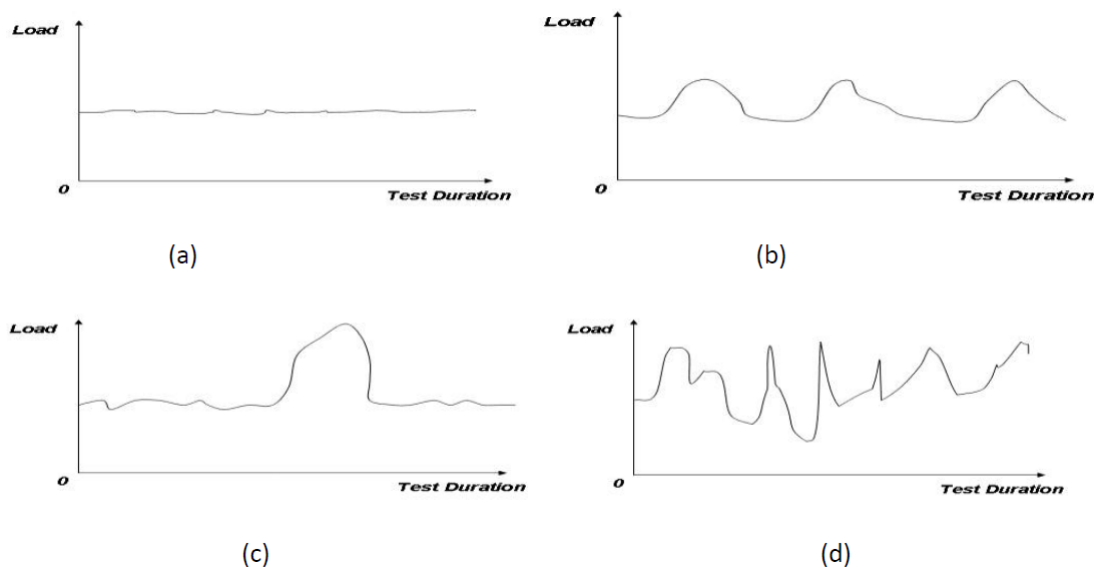 Load
0
Test Duration
(a)
Load
0
Test Duration
(b)
Load
0
Test Duration
(c)
Load
0
Test Duration
(d)